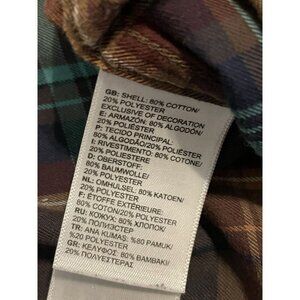 GB: SHELL: 80% COTTON/
20% POLYESTER
EXCLUSIVE OF DECORATION
E: ARMAZÓN: 80% ALGODÓN/
20% POLIÉSTER
P: TECIDO PRINCIPAL:
80% ALGODÃO/20% POLIÉSTER
I: RIVESTIMENTO: 80% COTONE/
20% POLIESTERE
D: OBERSTOFF:
80% BAUMWOLLE/
20% POLYESTER
NL: OMHULSEL: 80% KATOEN/
20% POLYESTER
F: ÉTOFFE EXTÉRIEURE:
80% COTON/20% POLYESTER
RU: КОЖУХ: 80% ХЛОПОК/
20% ПОЛИЭСТЕР
TR: ANA KUMAŞ: %80 PAMUK/
%20 POLYESTER
GR: ΚΕΛΥΦΟΣ: 80% ΒΑΜΒΑΚΙ/
20% ΠΟΛΥΕΣΤΕΡΑΣ